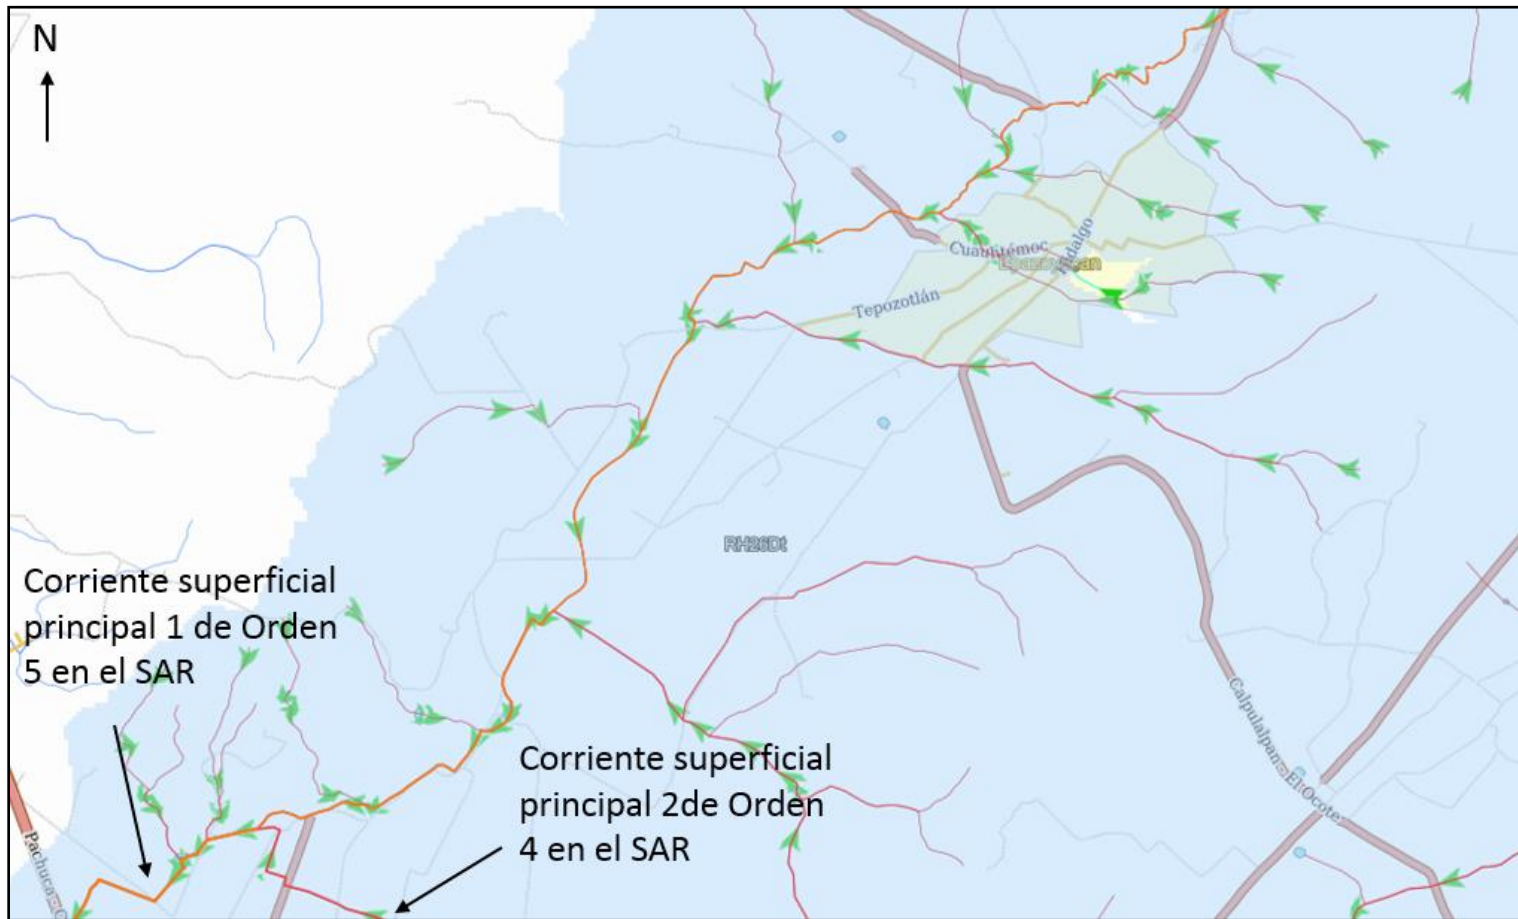 N
Cuauhtémoc
Hidalgo
Tepozotlán
RH26Dt
Corriente superficial
principal 1 de Orden
5 en el SAR
Corriente superficial
principal 2de Orden
4 en el SAR
Calpulalpan
El Ocote
Pachuca